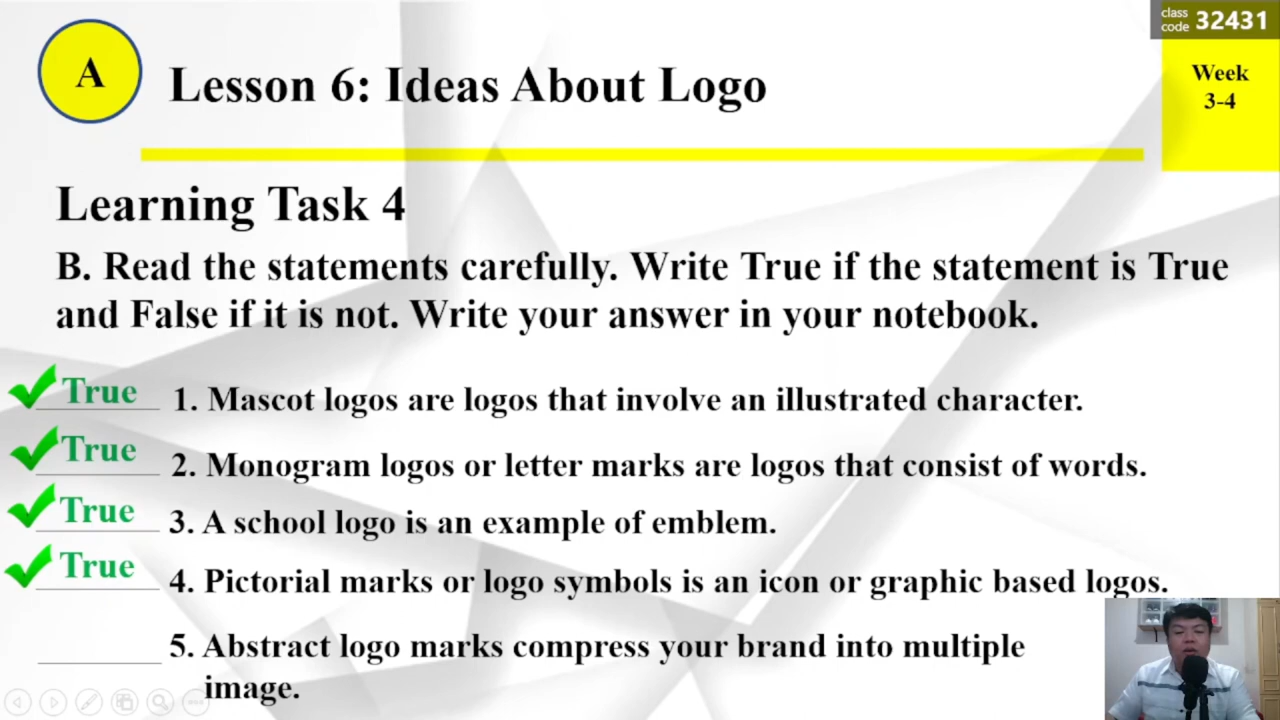 class
code 32431
A
Lesson 6: Ideas About Logo
Week
3-4
Learning Task 4
B. Read the statements carefully. Write True if the statement is True
and False if it is not. Write your answer in your notebook.
True 1. Mascot logos are logos that involve an illustrated character.
True 2. Monogram logos or letter marks are logos that consist of words.
True 3. A school logo is an example of emblem.
True 4. Pictorial marks or logo symbols is an icon or graphic based logos.
5. Abstract logo marks compress your brand into multiple
image.